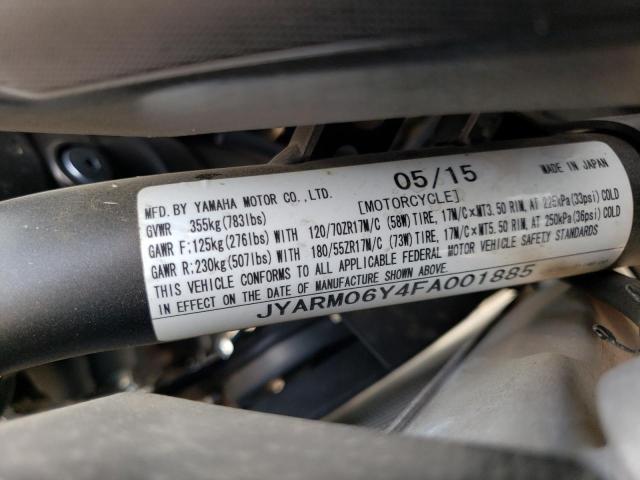 05/15 MADE IN JAPAN
MFD. BY YAMAHA MOTOR CO., LTD. [MOTORCYCLE]
GVWR 355kg(783lbs)
GAWR F:125kg(276lbs) WITH 120/70ZR17M/C (58W) TIRE, 17M/C×MT3.50 RIM, AT 225kPa(33psi) COLD
GAWR R:230kg(507lbs) WITH 180/55ZR17M/C (73W) TIRE, 17M/C×MT5.50 RIM, AT 250kPa(36psi) COLD
THIS VEHICLE CONFORMS TO ALL APPLICABLE FEDERAL MOTOR VEHICLE SAFETY STANDARDS
IN EFFECT ON THE DATE OF MANUFACTURE SHOWN ABOVE.
JYARM06Y4FA001885